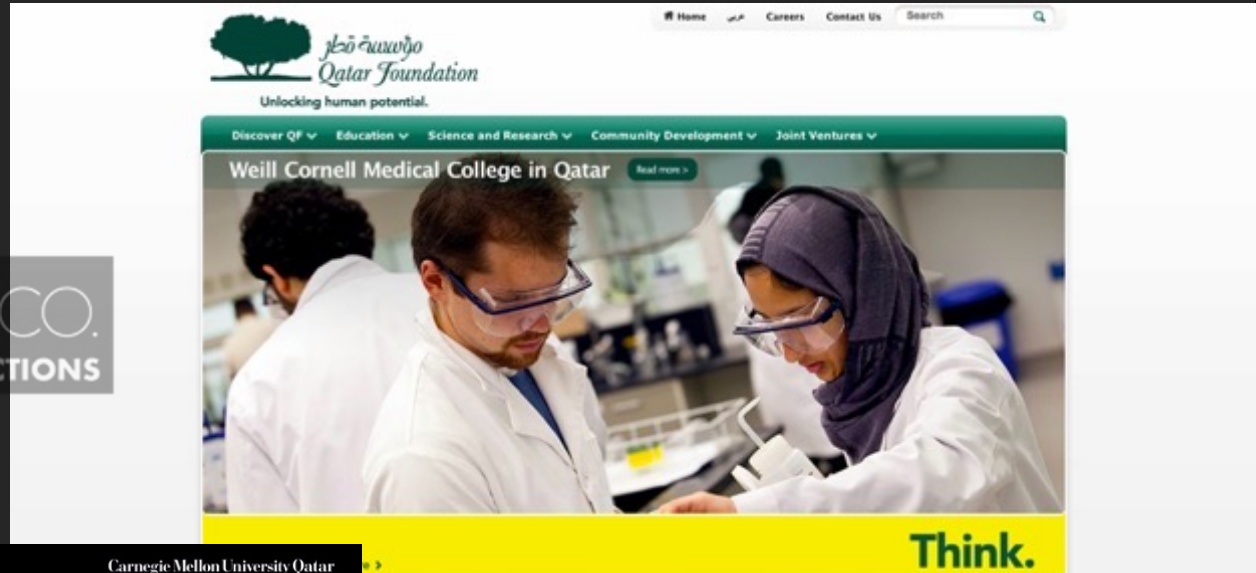 Home عربي Careers Contact Us Search
مؤسسة قطر
Qatar Foundation
Unlocking human potential.
Discover QF Education Science and Research Community Development Joint Ventures
Weill Cornell Medical College in Qatar Read more >
CO.
CTIONS
Think.
e >
Carnegie Mellon University Qatar